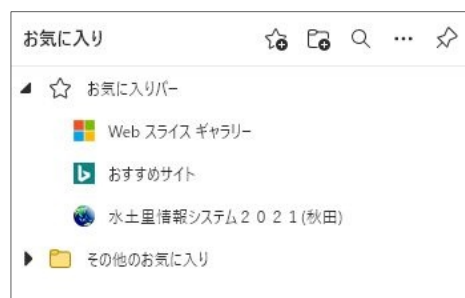 お気に入り
お気に入りバー
Web スライス ギャラリー
おすすめサイト
水土里情報システム２０２１(秋田)
その他のお気に入り